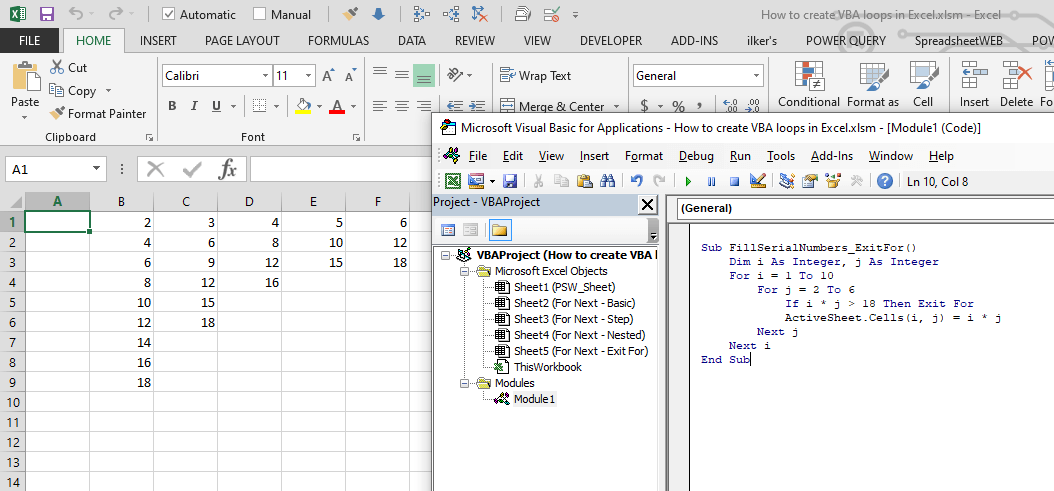 Automatic Manual
How to create VBA loops in Excel.xlsm - Excel
FILE HOME INSERT PAGE LAYOUT FORMULAS DATA REVIEW VIEW DEVELOPER ADD-INS ilker's POWER QUERY SpreadsheetWEB POV
Paste
Cut
Copy
Format Painter
Clipboard
Calibri 11
B I U A
Font
Wrap Text
Merge & Center
General
$ % ,
Conditional Format as Cell
Insert Delete Fo
A1
fx
A B C D E F
1 2 3 4 5 6
2 4 6 8 10 12
3 6 9 12 15 18
4 8 12 16
5 10 15
6 12 18
7 14
8 16
9 18
10
11
12
13
14
Microsoft Visual Basic for Applications - How to create VBA loops in Excel.xlsm - [Module1 (Code)]
File Edit View Insert Format Debug Run Tools Add-Ins Window Help
Ln 10, Col 8
Project - VBAProject
VBAProject (How to create VBA l
Microsoft Excel Objects
Sheet1 (PSW_Sheet)
Sheet2 (For Next - Basic)
Sheet3 (For Next - Step)
Sheet4 (For Next - Nested)
Sheet5 (For Next - Exit For)
ThisWorkbook
Modules
Module1
(General)
Sub FillSerialNumbers_ExitFor()
Dim i As Integer, j As Integer
For i = 1 To 10
For j = 2 To 6
If i * j > 18 Then Exit For
ActiveSheet.Cells(i, j) = i * j
Next j
Next i
End Sub